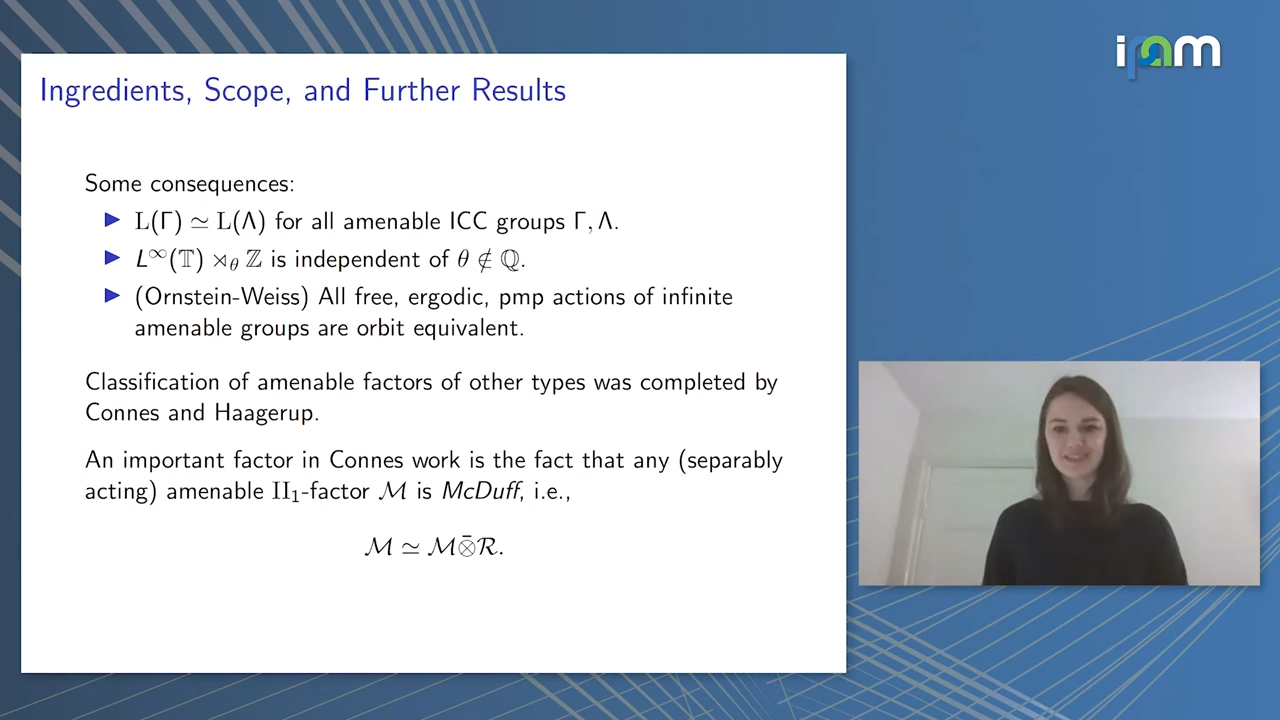 ipam
Ingredients, Scope, and Further Results
Some consequences:
▶ L(Γ) ≃ L(Λ) for all amenable ICC groups Γ, Λ.
▶ L∞(𝕋) ⋊θ ℤ is independent of θ ∉ ℚ.
▶ (Ornstein-Weiss) All free, ergodic, pmp actions of infinite
amenable groups are orbit equivalent.
Classification of amenable factors of other types was completed by
Connes and Haagerup.
An important factor in Connes work is the fact that any (separably
acting) amenable II₁-factor ℳ is McDuff, i.e.,
ℳ ≃ ℳ⊗̄ℛ.